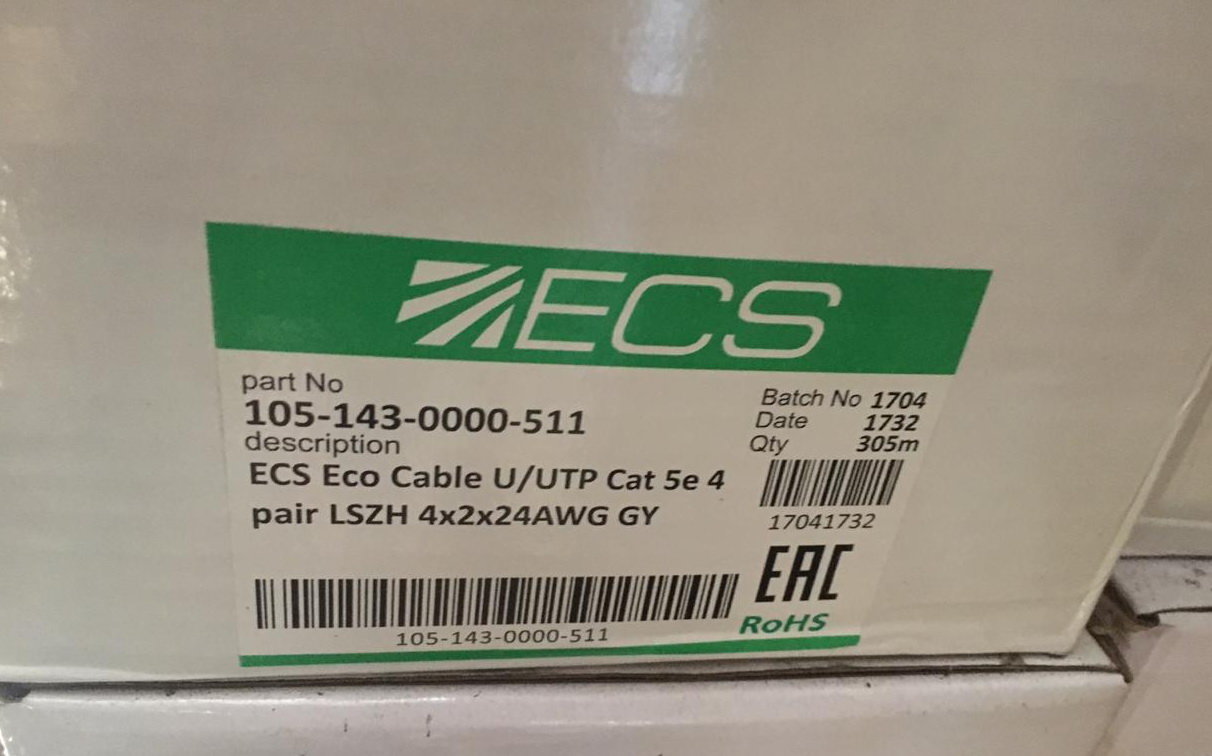 ECS
part No
105-143-0000-511
description
ECS Eco Cable U/UTP Cat 5e 4
pair LSZH 4x2x24AWG GY
105-143-0000-511
Batch No 1704
Date 1732
Qty 305m
17041732
EAC
RoHS